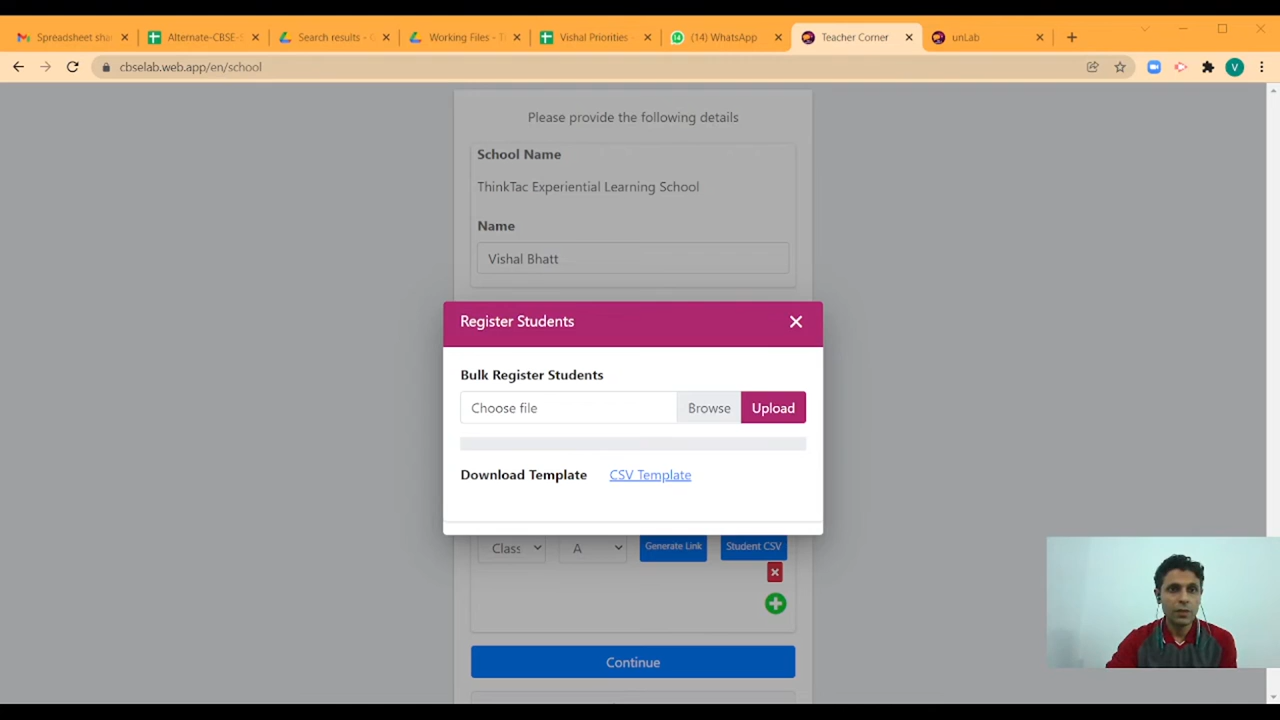 Spreadsheet sha
Alternate-CBSE-S
Search results - G
Working Files - T
Vishal Priorities -
(14) WhatsApp
Teacher Corner
unLab
cbselab.web.app/en/school
V
Please provide the following details
School Name
ThinkTac Experiential Learning School
Name
Vishal Bhatt
Register Students
Bulk Register Students
Choose file
Browse
Upload
Download Template
CSV Template
Class
A
Generate Link
Student CSV
Continue